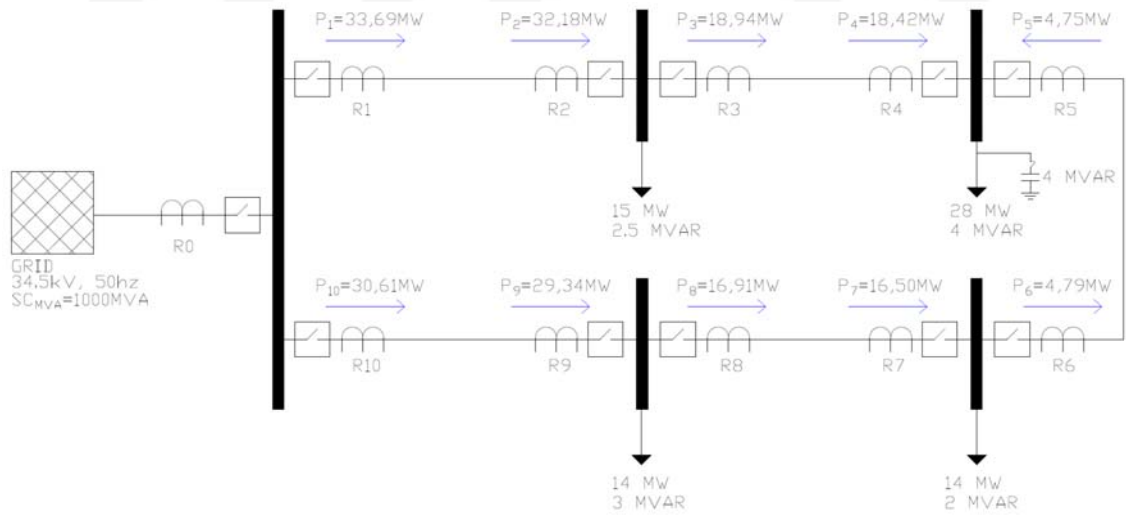 P₁=33,69MW
P₂=32,18MW
P₃=18,94MW
P₄=18,42MW
P₅=4,75MW
R1
R2
R3
R4
R5
4 MVAR
15 MW
2.5 MVAR
28 MW
4 MVAR
R0
GRID
34.5kV, 50hz
SC_MVA=1000MVA
P₁₀=30,61MW
P₉=29,34MW
P₈=16,91MW
P₇=16,50MW
P₆=4,79MW
R10
R9
R8
R7
R6
14 MW
3 MVAR
14 MW
2 MVAR